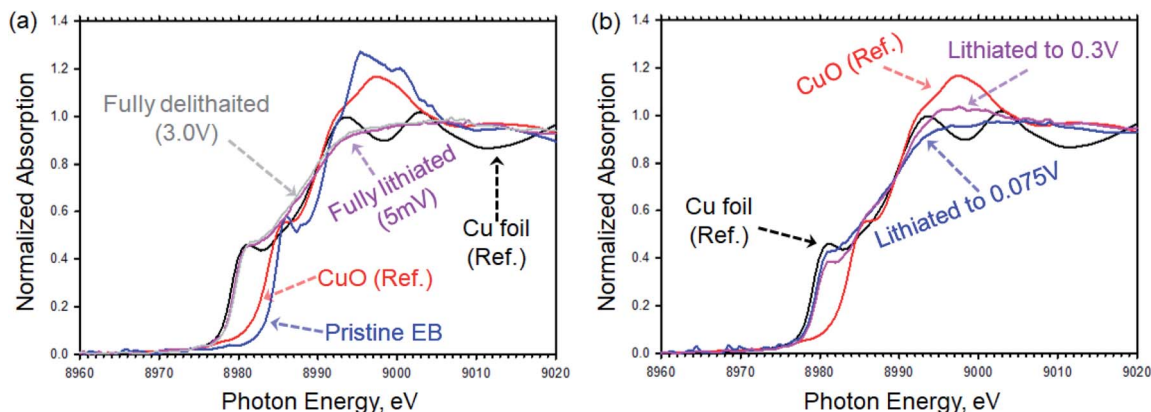 (a)
1.4
1.2
1.0
0.8
0.6
0.4
0.2
0.0
Normalized Absorption
Fully delithaited
(3.0V)
Fully lithiated
(5mV)
Cu foil
(Ref.)
CuO (Ref.)
Pristine EB
8960 8970 8980 8990 9000 9010 9020
Photon Energy, eV
(b)
1.4
1.2
1.0
0.8
0.6
0.4
0.2
0.0
Normalized Absorption
CuO (Ref.)
Lithiated to 0.3V
Cu foil
(Ref.)
Lithiated to 0.075V
8960 8970 8980 8990 9000 9010 9020
Photon Energy, eV